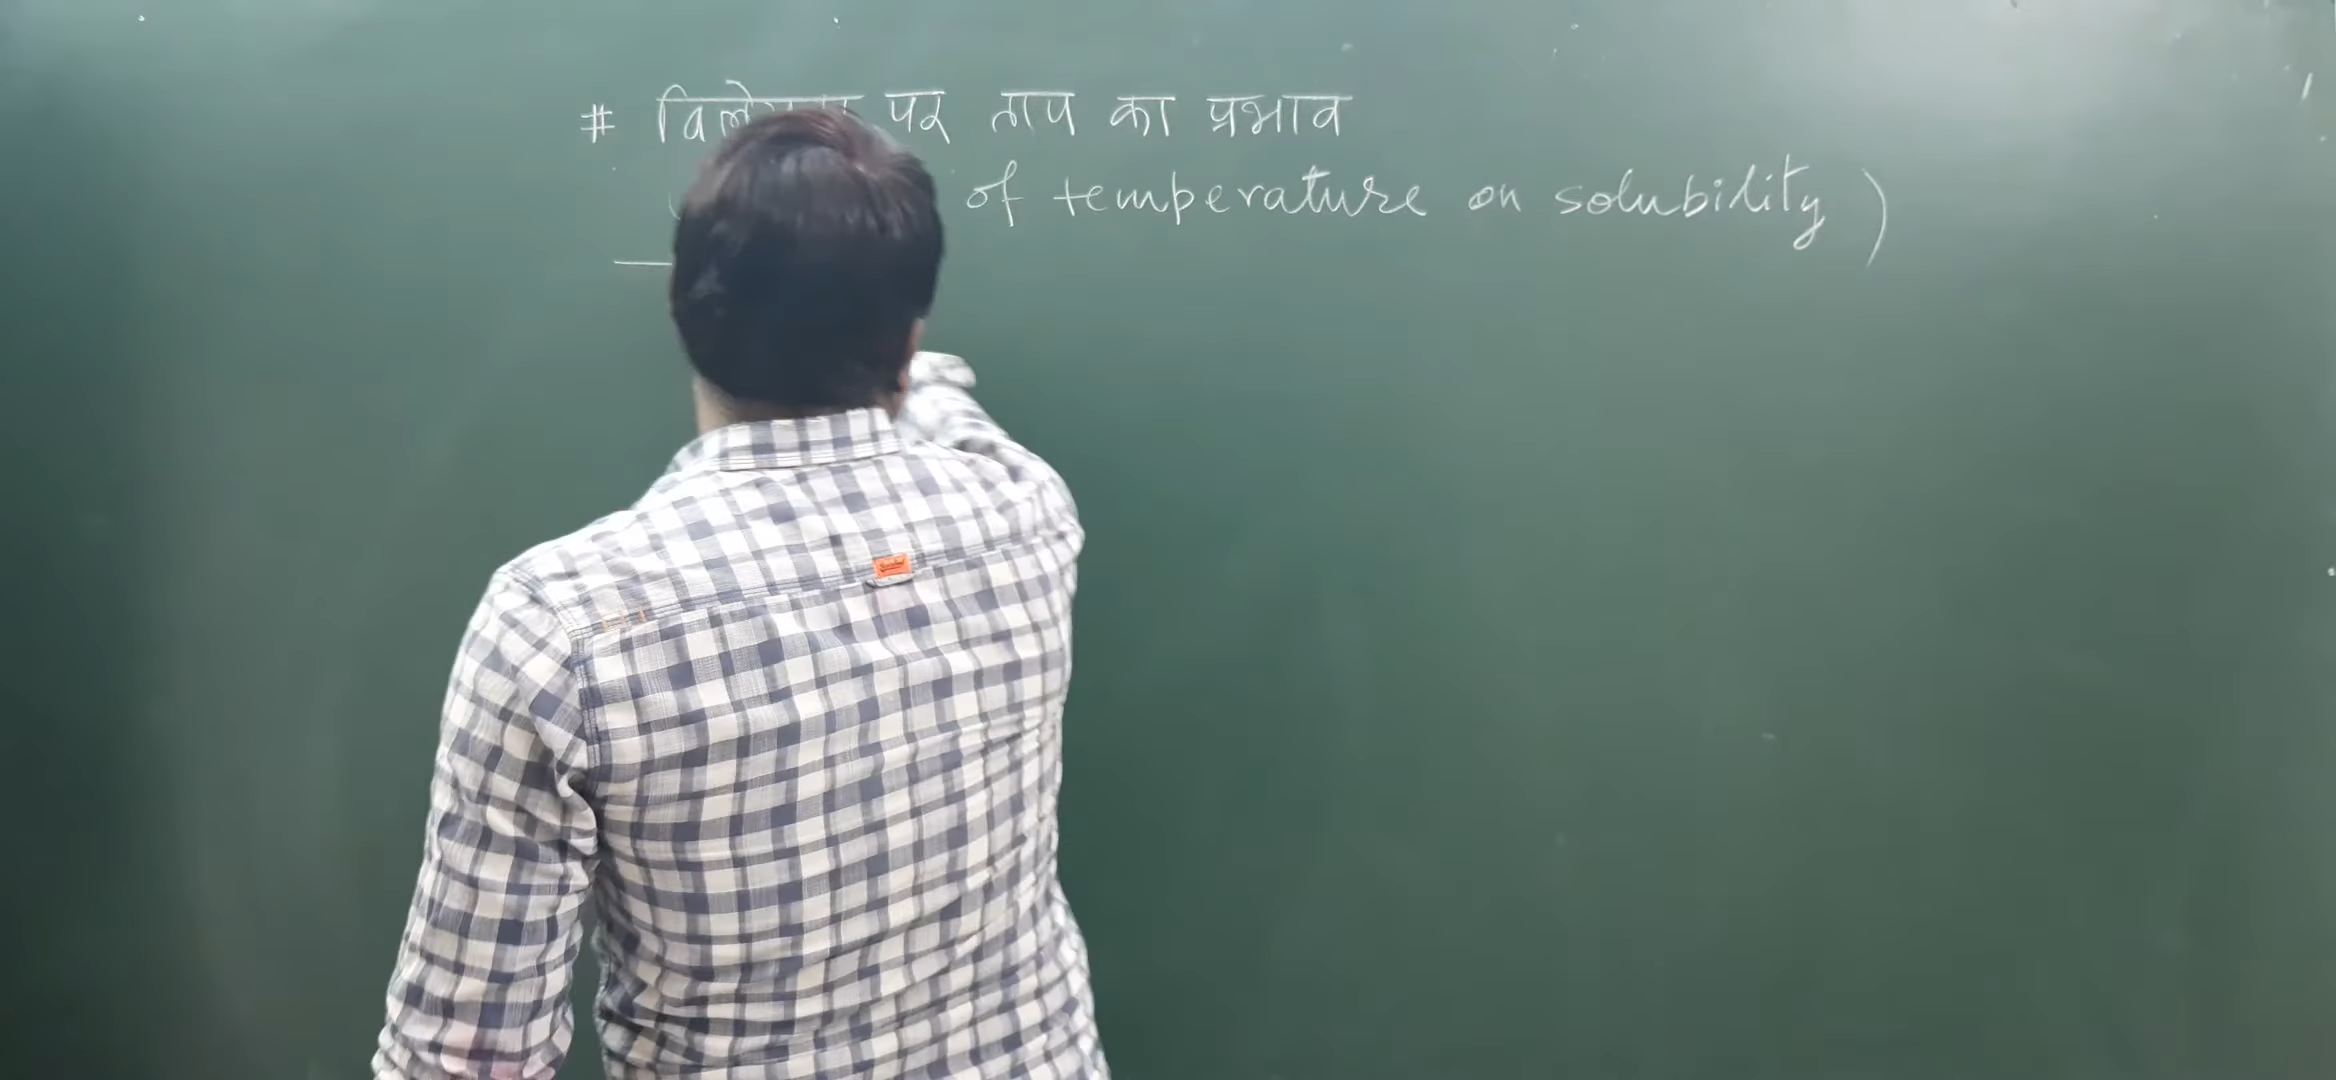 # पर ताप का प्रभाव
of temperature on solubility )